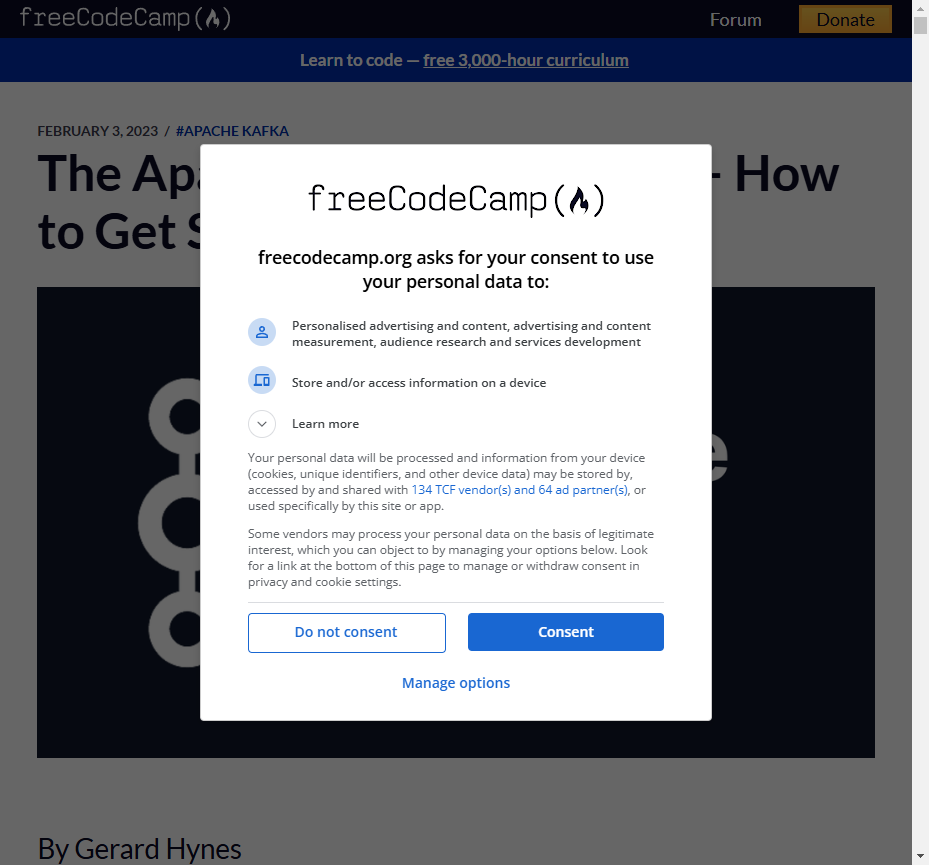 freeCodeCamp
Forum
Donate
Learn to code — free 3,000-hour curriculum
FEBRUARY 3, 2023 / #APACHE KAFKA
The
- How
to Get
freeCodeCamp
freecodecamp.org asks for your consent to use
your personal data to:
Personalised advertising and content, advertising and content
measurement, audience research and services development
Store and/or access information on a device
Learn more
Your personal data will be processed and information from your device
(cookies, unique identifiers, and other device data) may be stored by,
accessed by and shared with 134 TCF vendor(s) and 64 ad partner(s), or
used specifically by this site or app.
Some vendors may process your personal data on the basis of legitimate
interest, which you can object to by managing your options below. Look
for a link at the bottom of this page to manage or withdraw consent in
privacy and cookie settings.
Do not consent
Consent
Manage options
By Gerard Hynes